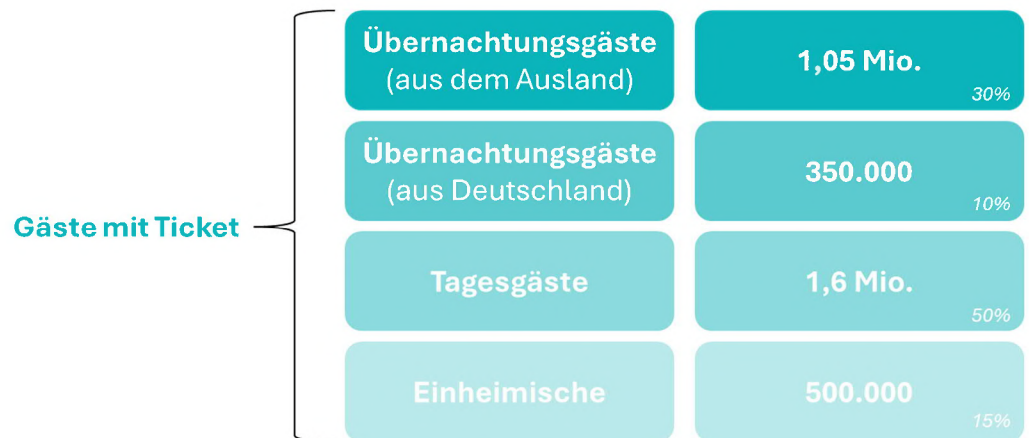 Übernachtungsgäste
(aus dem Ausland)
1,05 Mio.
30%
Übernachtungsgäste
(aus Deutschland)
350.000
10%
Gäste mit Ticket
Tagesgäste
1,6 Mio.
50%
Einheimische
500.000
15%